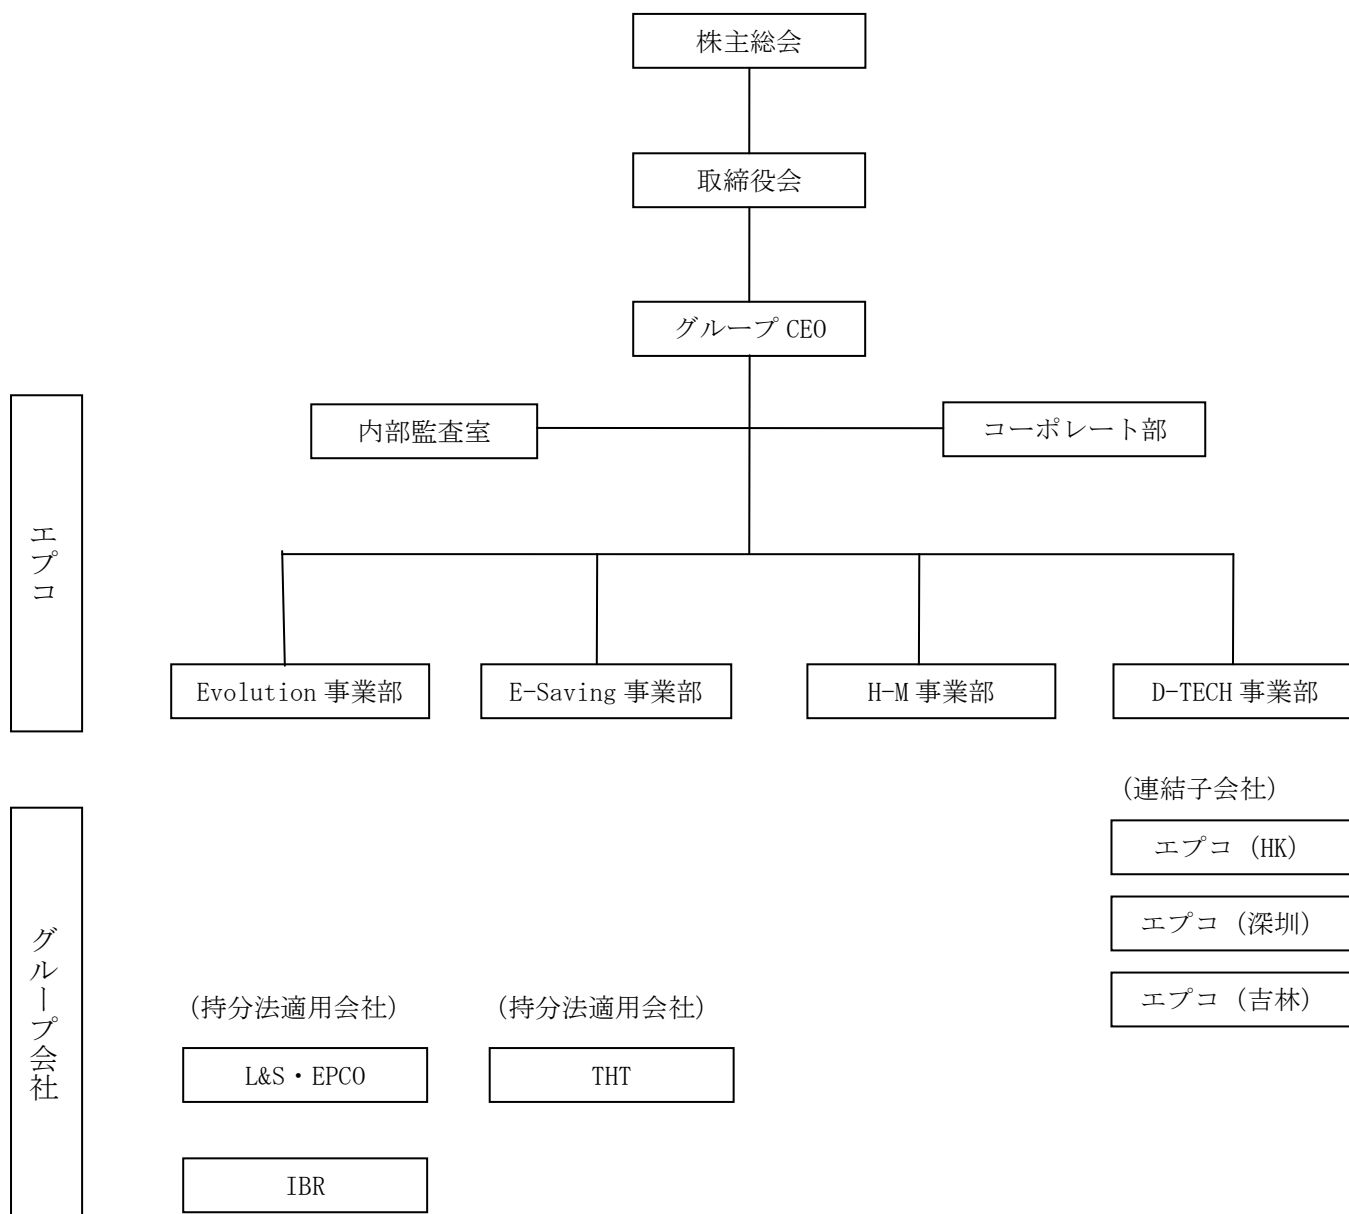 株主総会
取締役会
グループ CEO
内部監査室
コーポレート部
エプコ
Evolution 事業部
E-Saving 事業部
H-M 事業部
D-TECH 事業部
(連結子会社)
エプコ (HK)
エプコ (深圳)
エプコ (吉林)
グループ会社
(持分法適用会社)
(持分法適用会社)
L&S・EPCO
THT
IBR